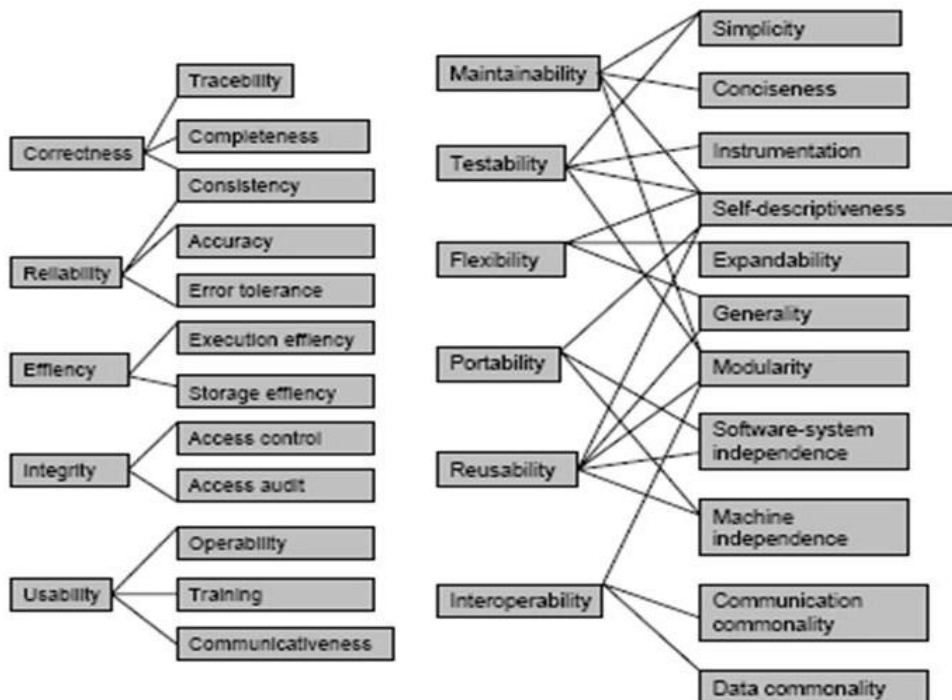 Correctness
Tracebility
Completeness
Consistency
Reliability
Accuracy
Error tolerance
Effiency
Execution effiency
Storage effiency
Integrity
Access control
Access audit
Usability
Operability
Training
Communicativeness
Maintainability
Testability
Flexibility
Portability
Reusability
Interoperability
Simplicity
Conciseness
Instrumentation
Self-descriptiveness
Expandability
Generality
Modularity
Software-system
independence
Machine
independence
Communication
commonality
Data commonality